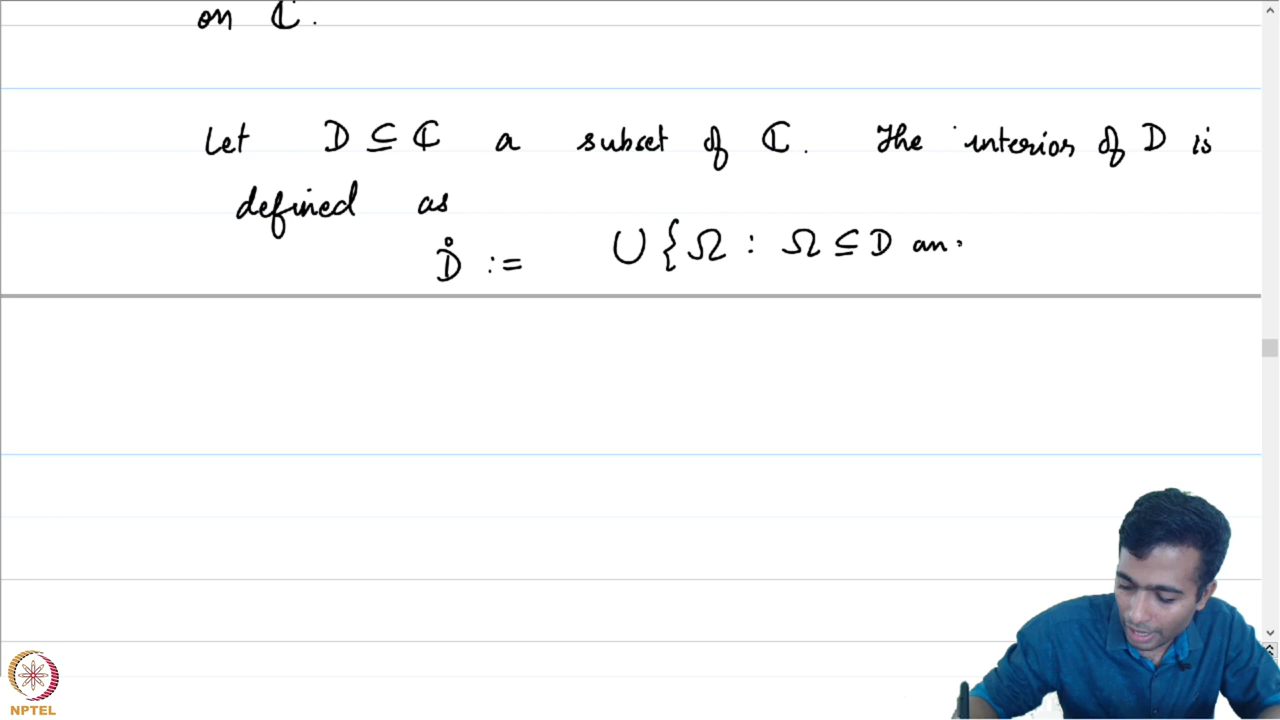 on ℂ.
Let D ⊆ ℂ a subset of ℂ. The interior of D is
defined as
D̊ := ∪{Ω : Ω ⊆ D an
NPTEL